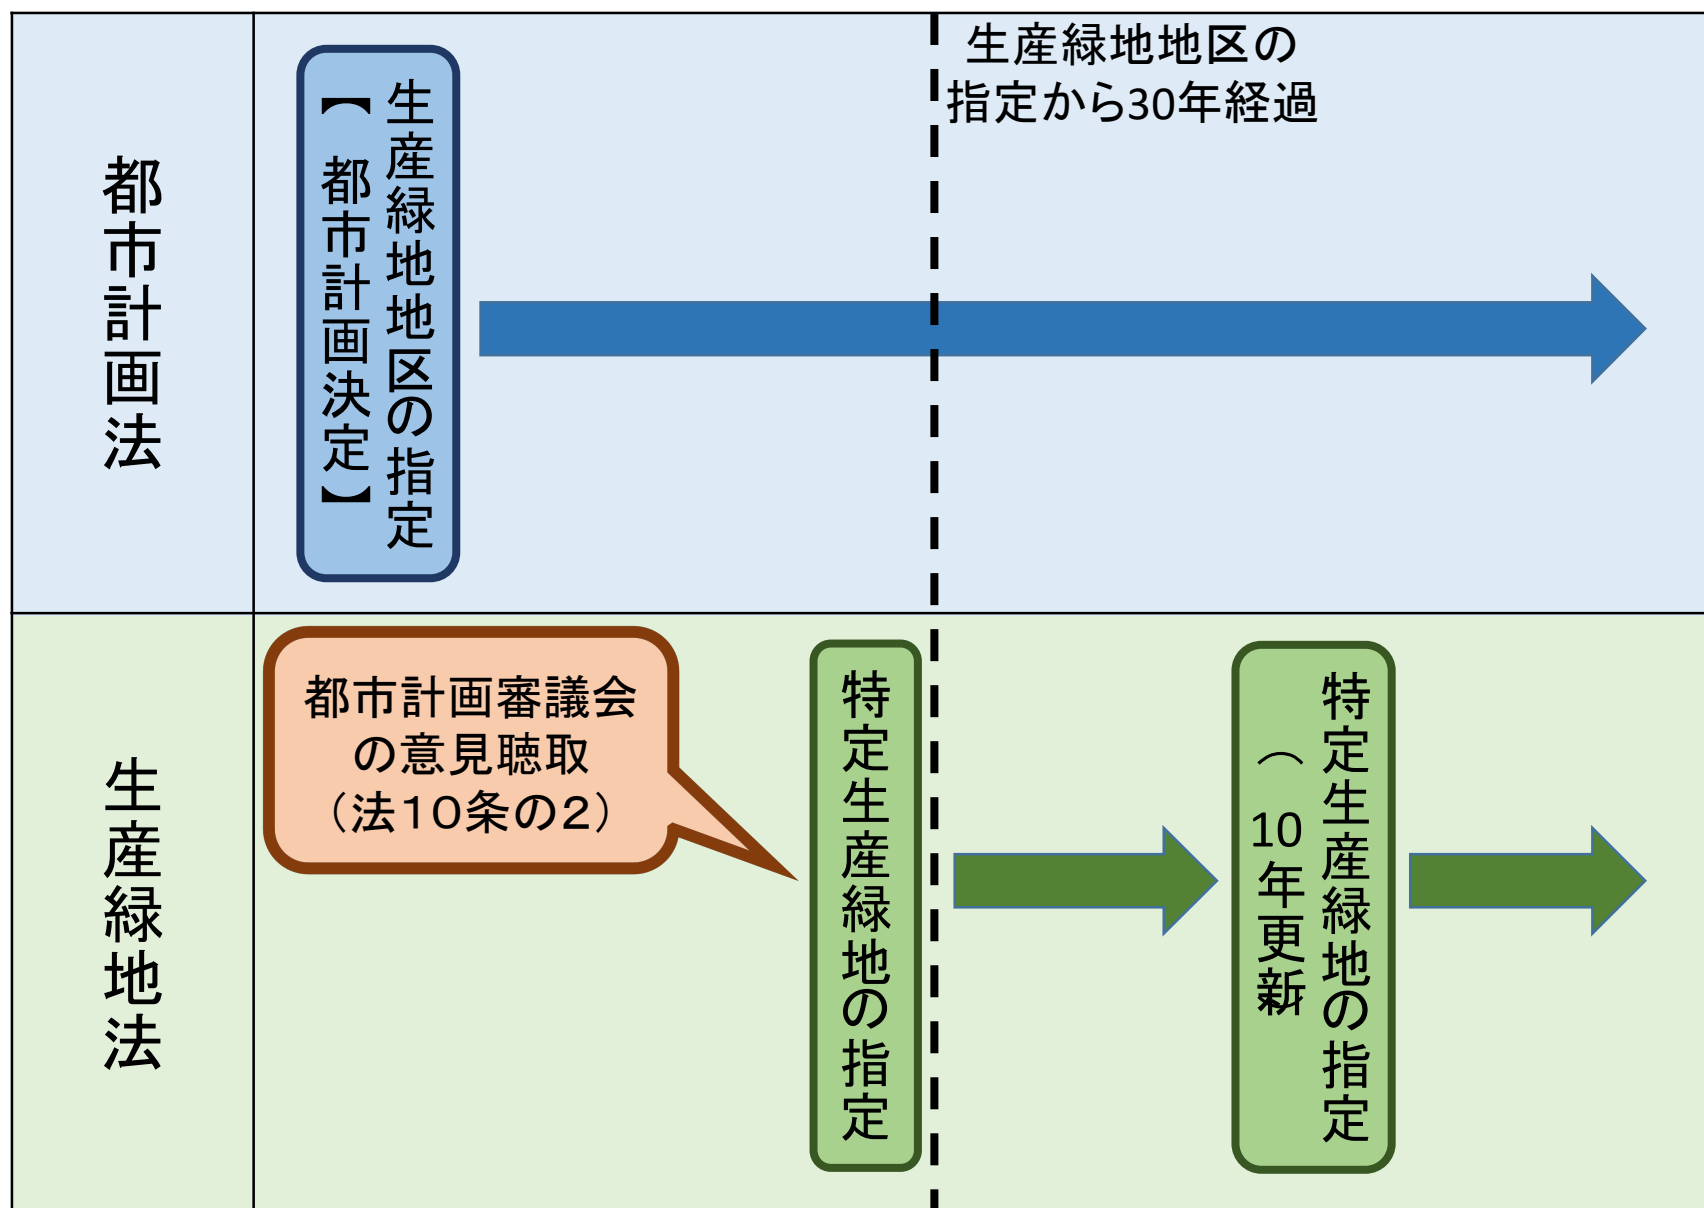 都市計画法
生産緑地地区の指定
【 都市計画決定】
生産緑地地区の
指定から30年経過
生産緑地法
都市計画審議会
の意見聴取
（法１０条の２）
特定生産緑地の指定
特定生産緑地の指定
（10年更新）